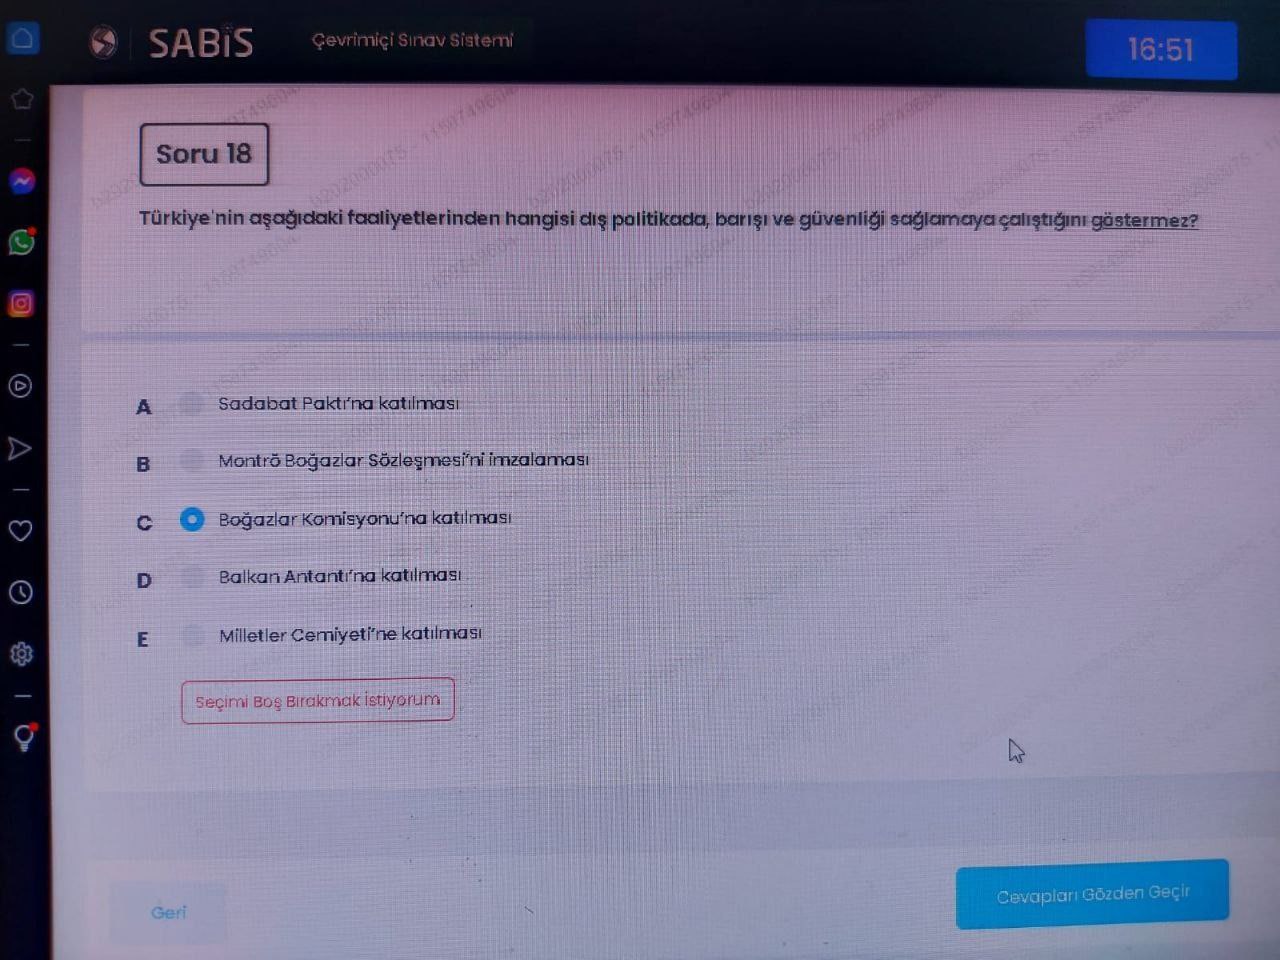 SABİS
Çevrimiçi Sınav Sistemi
16:51
Soru 18
Türkiye'nin aşağıdaki faaliyetlerinden hangisi dış politikada, barışı ve güvenliği sağlamaya çalıştığını göstermez?
A Sadabat Paktı'na katılması
B Montrö Boğazlar Sözleşmesi'ni imzalaması
C Boğazlar Komisyonu'na katılması
D Balkan Antantı'na katılması
E Milletler Cemiyeti'ne katılması
Seçimi Boş Bırakmak İstiyorum
Geri
Cevapları Gözden Geçir